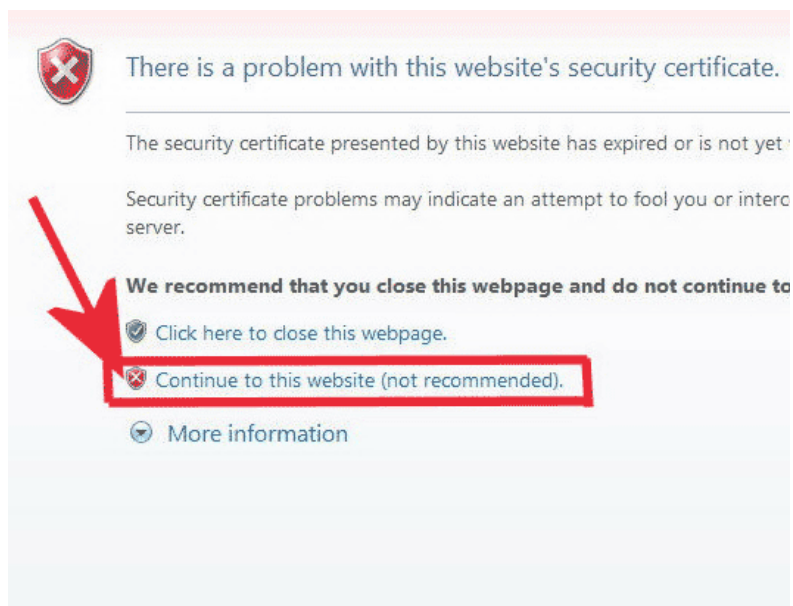 There is a problem with this website's security certificate.
The security certificate presented by this website has expired or is not yet
Security certificate problems may indicate an attempt to fool you or interc
server.
We recommend that you close this webpage and do not continue to
Click here to close this webpage.
Continue to this website (not recommended).
More information